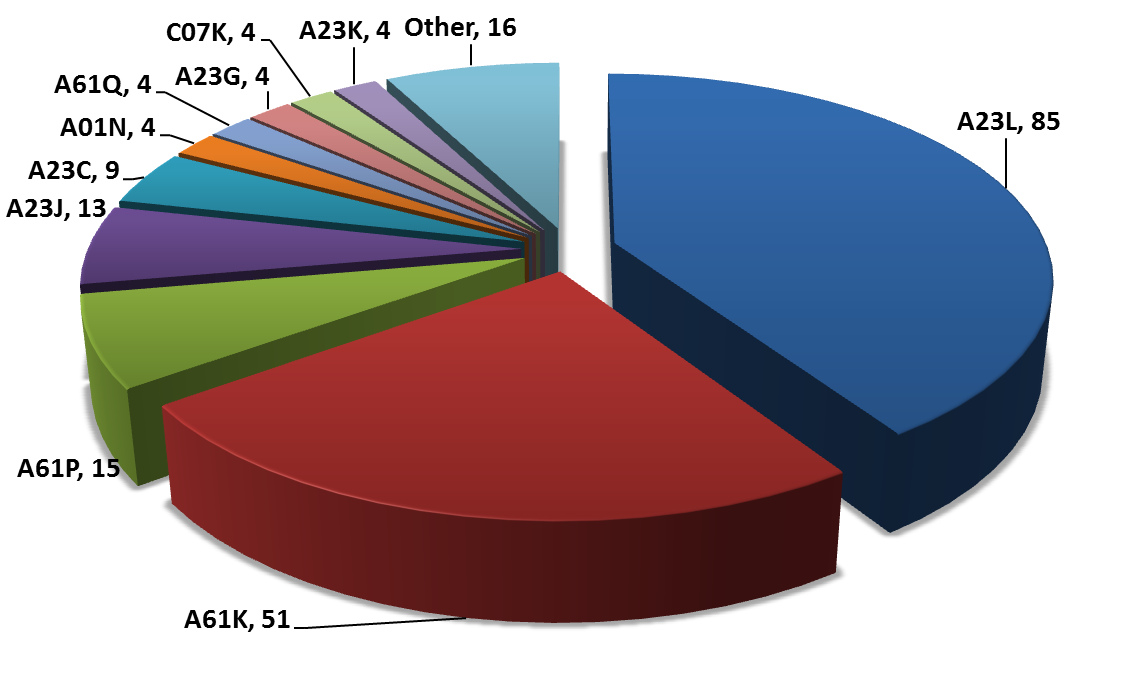 C07K, 4
A23K, 4
Other, 16
A61Q, 4
A23G, 4
A01N, 4
A23L, 85
A23C, 9
A23J, 13
A61P, 15
A61K, 51